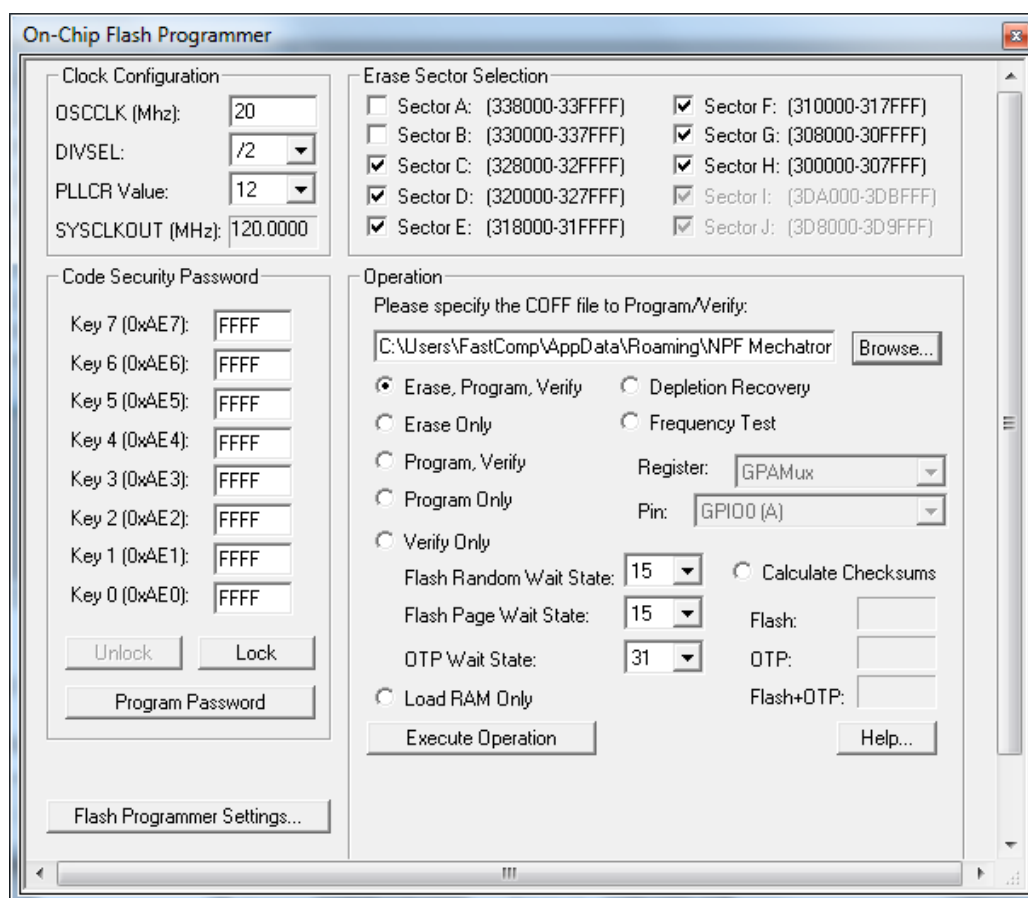 On-Chip Flash Programmer
Clock Configuration
OSCCLK (Mhz): 20
DIVSEL: /2
PLLCR Value: 12
SYSCLKOUT (MHz): 120.0000
Erase Sector Selection
Sector A: (338000-33FFFF)
Sector B: (330000-337FFF)
Sector C: (328000-32FFFF)
Sector D: (320000-327FFF)
Sector E: (318000-31FFFF)
Sector F: (310000-317FFF)
Sector G: (308000-30FFFF)
Sector H: (300000-307FFF)
Sector I: (3DA000-3DBFFF)
Sector J: (3D8000-3D9FFF)
Code Security Password
Key 7 (0xAE7): FFFF
Key 6 (0xAE6): FFFF
Key 5 (0xAE5): FFFF
Key 4 (0xAE4): FFFF
Key 3 (0xAE3): FFFF
Key 2 (0xAE2): FFFF
Key 1 (0xAE1): FFFF
Key 0 (0xAE0): FFFF
Unlock Lock
Program Password
Flash Programmer Settings...
Operation
Please specify the COFF file to Program/Verify:
C:\Users\FastComp\AppData\Roaming\NPF Mechatror Browse...
Erase, Program, Verify
Erase Only
Program, Verify
Program Only
Verify Only
Depletion Recovery
Frequency Test
Register: GPAMux
Pin: GPIO0 (A)
Flash Random Wait State: 15
Flash Page Wait State: 15
OTP Wait State: 31
Calculate Checksums
Flash:
OTP:
Flash+OTP:
Load RAM Only
Execute Operation Help...